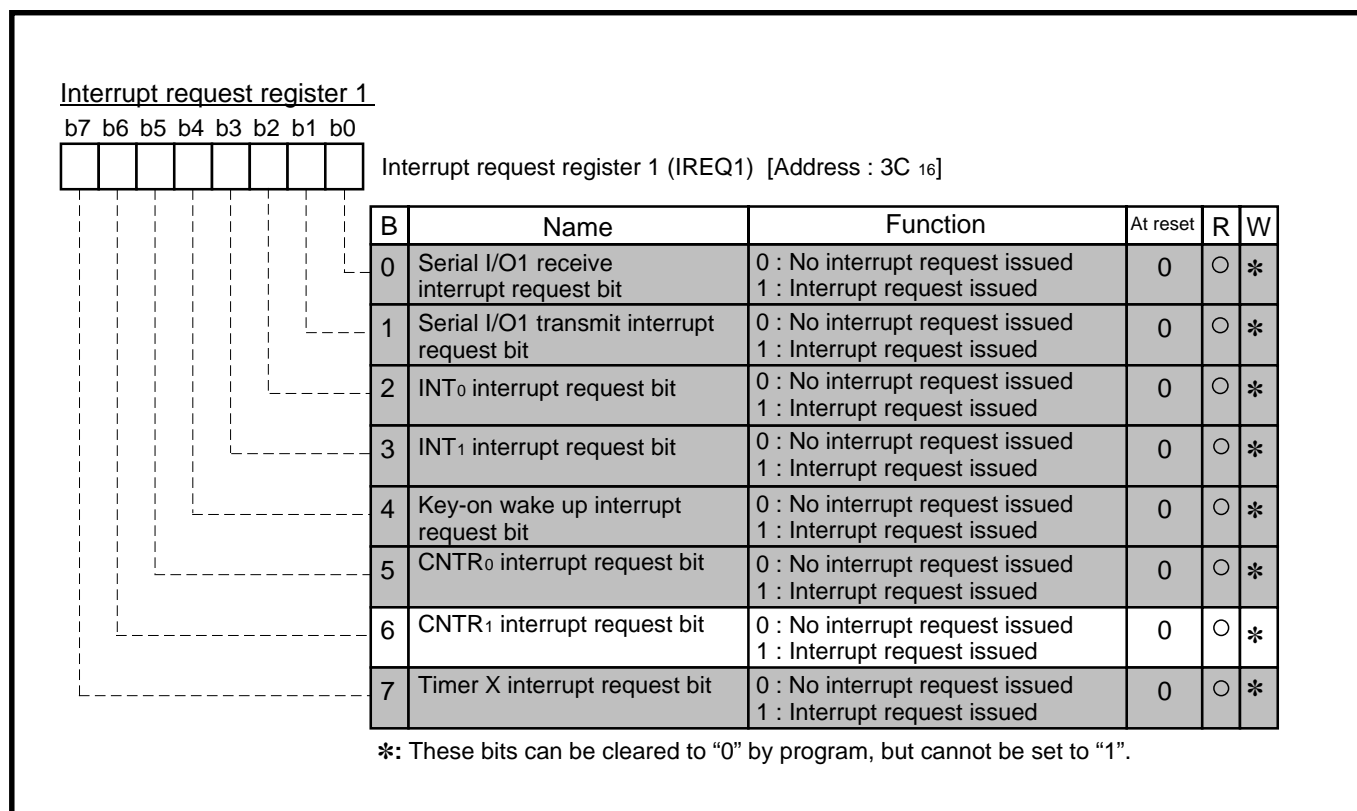 Interrupt request register 1
b7 b6 b5 b4 b3 b2 b1 b0
Interrupt request register 1 (IREQ1) [Address : 3C 16]
B Name Function At reset R W
0 Serial I/O1 receive interrupt request bit 0 : No interrupt request issued 0 ○ ✻
1 : Interrupt request issued
1 Serial I/O1 transmit interrupt request bit 0 : No interrupt request issued 0 ○ ✻
1 : Interrupt request issued
2 INT0 interrupt request bit 0 : No interrupt request issued 0 ○ ✻
1 : Interrupt request issued
3 INT1 interrupt request bit 0 : No interrupt request issued 0 ○ ✻
1 : Interrupt request issued
4 Key-on wake up interrupt request bit 0 : No interrupt request issued 0 ○ ✻
1 : Interrupt request issued
5 CNTR0 interrupt request bit 0 : No interrupt request issued 0 ○ ✻
1 : Interrupt request issued
6 CNTR1 interrupt request bit 0 : No interrupt request issued 0 ○ ✻
1 : Interrupt request issued
7 Timer X interrupt request bit 0 : No interrupt request issued 0 ○ ✻
1 : Interrupt request issued
✻: These bits can be cleared to “0” by program, but cannot be set to “1”.